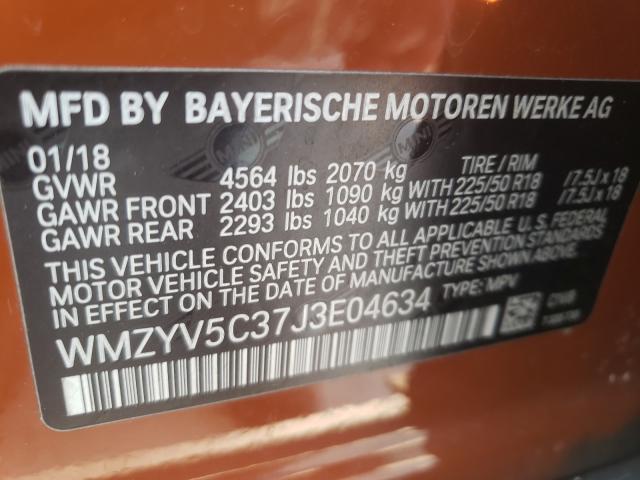 MFD BY BAYERISCHE MOTOREN WERKE AG
MINI
01/18 TIRE / RIM
GVWR 4564 lbs 2070 kg
GAWR FRONT 2403 lbs 1090 kg WITH 225/50 R18 /7.5J x 18
GAWR REAR 2293 lbs 1040 kg WITH 225/50 R18 /7.5J x 18
THIS VEHICLE CONFORMS TO ALL APPLICABLE U. S. FEDERAL
MOTOR VEHICLE SAFETY AND THEFT PREVENTION STANDARDS
IN EFFECT ON THE DATE OF MANUFACTURE SHOWN ABOVE.
WMZYV5C37J3E04634 TYPE: MPV